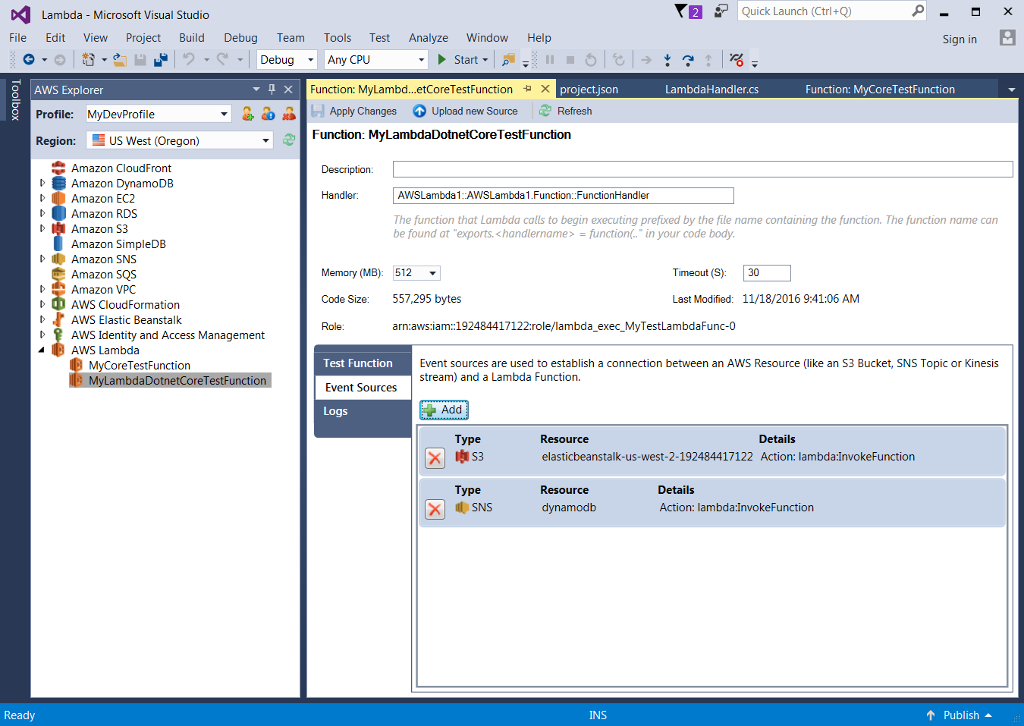 Lambda - Microsoft Visual Studio
2
Quick Launch (Ctrl+Q)
File Edit View Project Build Debug Team Tools Test Analyze Window Help
Sign in
Debug Any CPU Start
Toolbox
AWS Explorer
Profile: MyDevProfile
Region: US West (Oregon)
Amazon CloudFront
Amazon DynamoDB
Amazon EC2
Amazon RDS
Amazon S3
Amazon SimpleDB
Amazon SNS
Amazon SQS
Amazon VPC
AWS CloudFormation
AWS Elastic Beanstalk
AWS Identity and Access Management
AWS Lambda
MyCoreTestFunction
MyLambdaDotnetCoreTestFunction
Function: MyLambd...etCoreTestFunction project.json LambdaHandler.cs Function: MyCoreTestFunction
Apply Changes Upload new Source Refresh
Function: MyLambdaDotnetCoreTestFunction
Description:
Handler: AWSLambda1::AWSLambda1.Function::FunctionHandler
The function that Lambda calls to begin executing prefixed by the file name containing the function. The function name can
be found at "exports.<handlername> = function(.." in your code body.
Memory (MB): 512 Timeout (S): 30
Code Size: 557,295 bytes Last Modified: 11/18/2016 9:41:06 AM
Role: arn:aws:iam::192484417122:role/lambda_exec_MyTestLambdaFunc-0
Test Function
Event Sources
Logs
Event sources are used to establish a connection between an AWS Resource (like an S3 Bucket, SNS Topic or Kinesis
stream) and a Lambda Function.
Add
Type Resource Details
S3 elasticbeanstalk-us-west-2-192484417122 Action: lambda:InvokeFunction
Type Resource Details
SNS dynamodb Action: lambda:InvokeFunction
Ready INS Publish